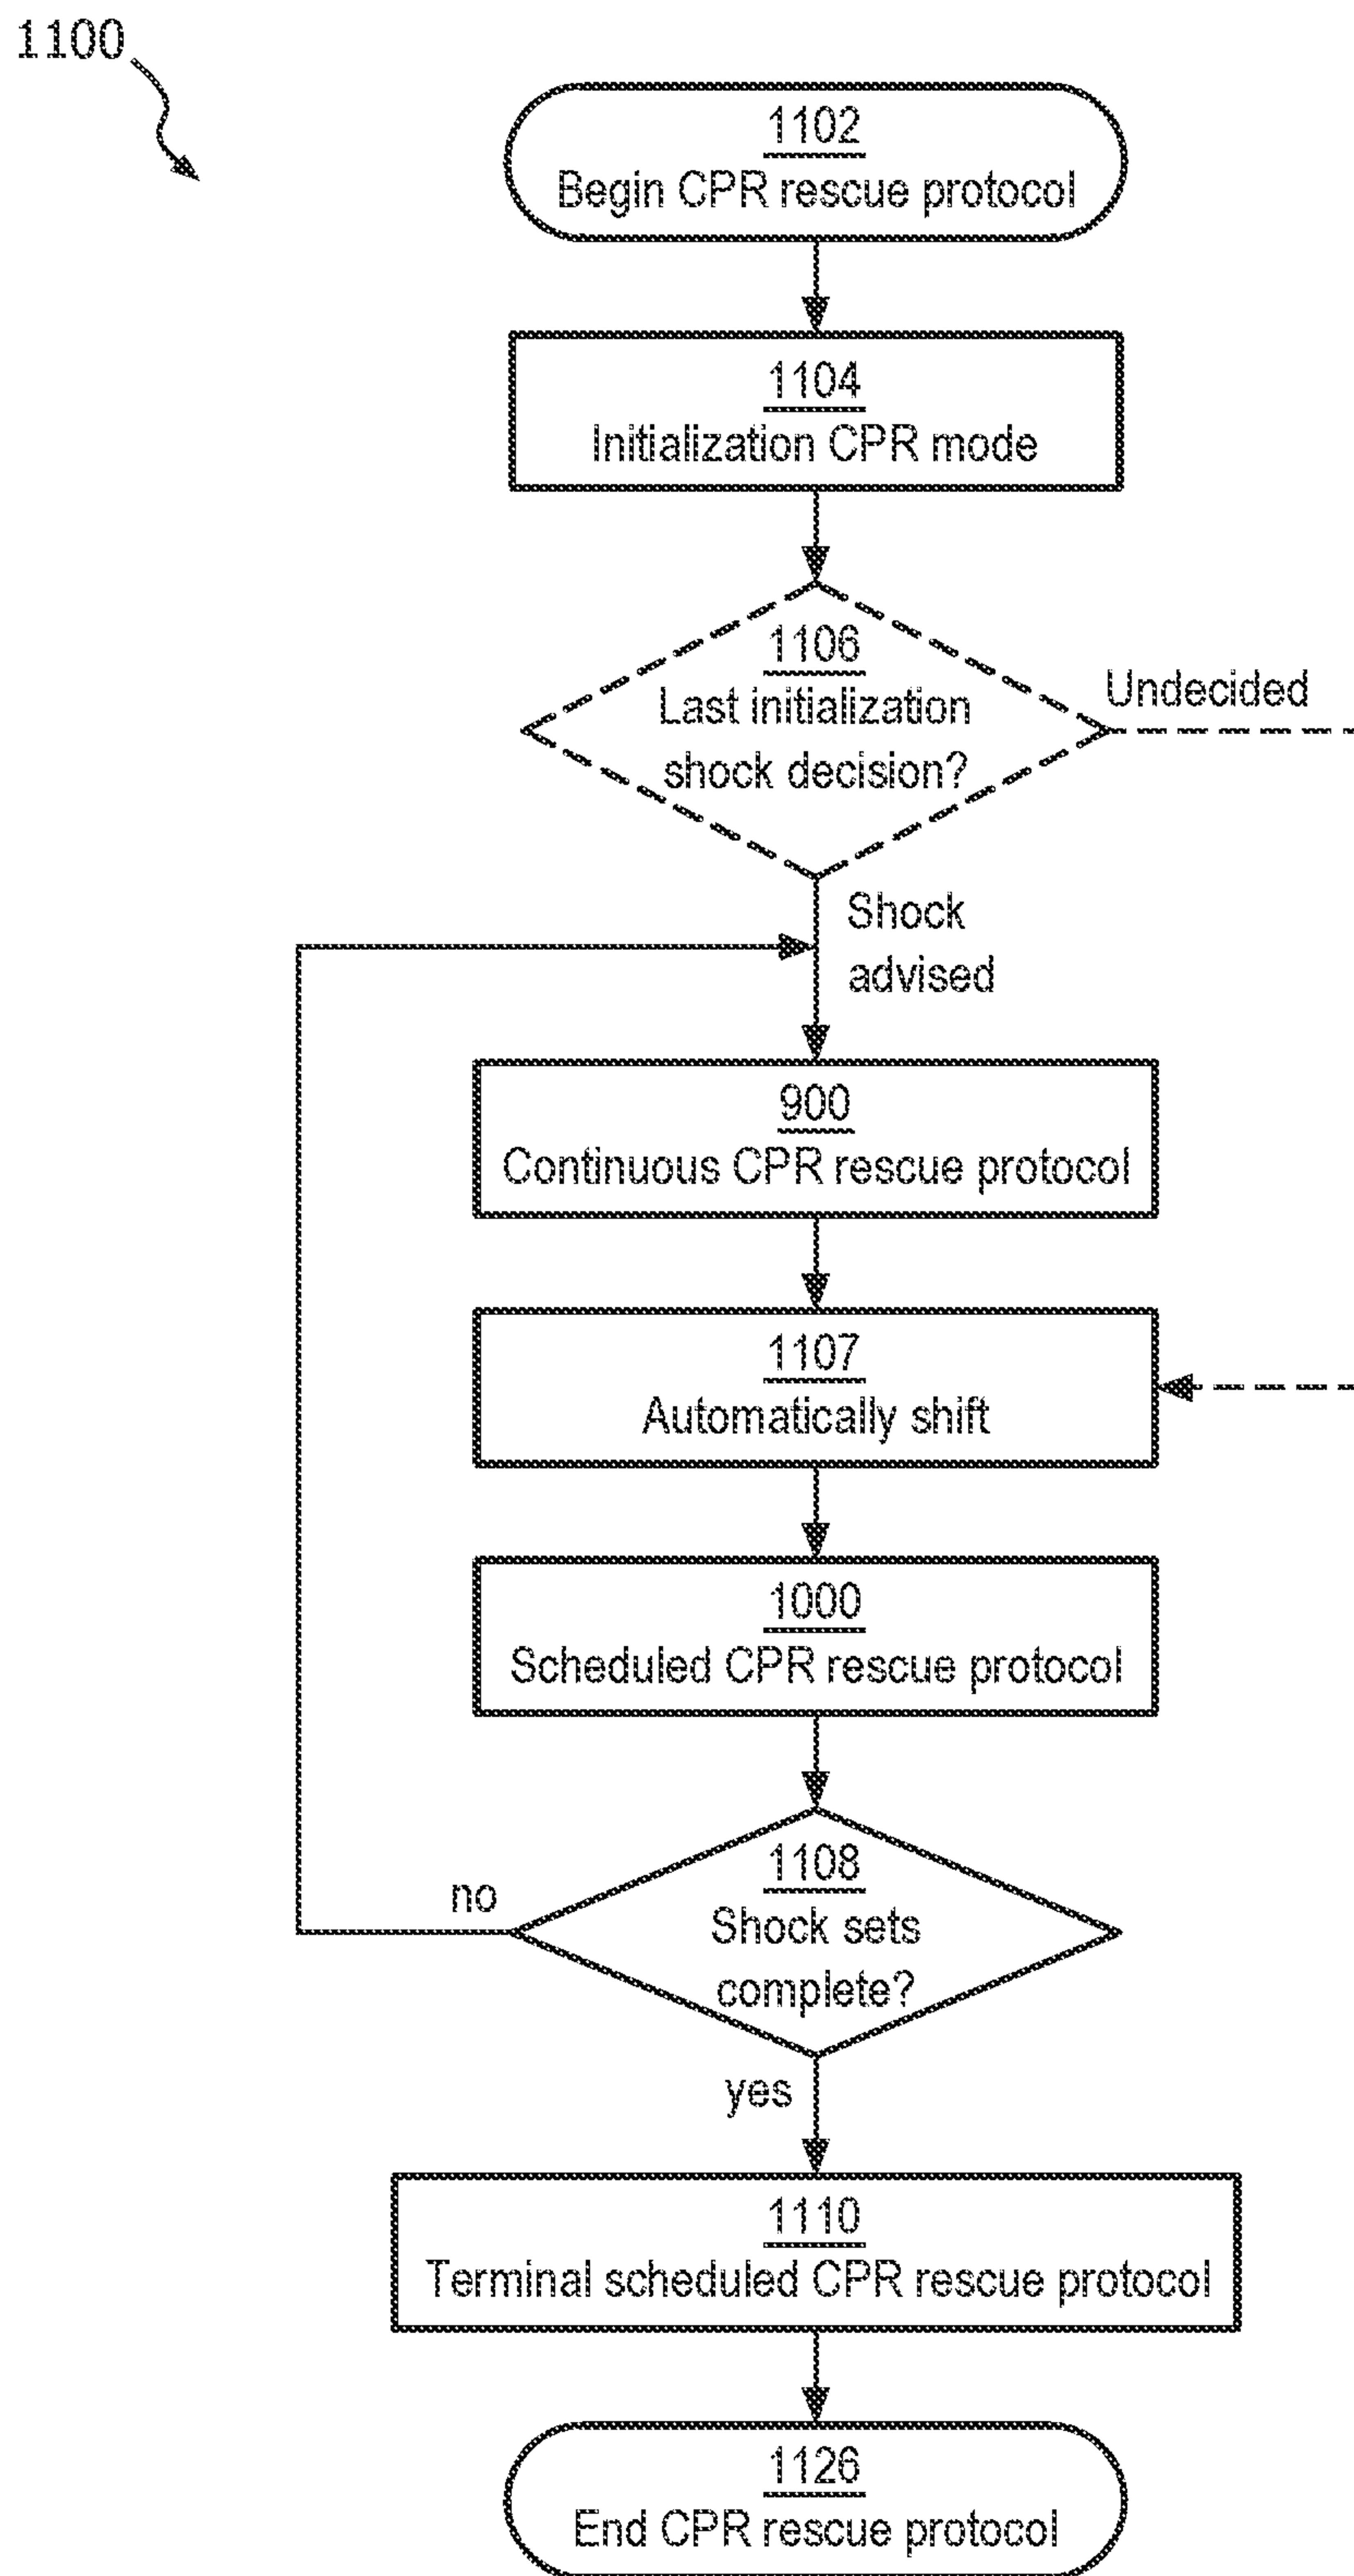 1100
1102
Begin CPR rescue protocol
1104
Initialization CPR mode
1106
Last initialization
shock decision?
Undecided
Shock
advised
900
Continuous CPR rescue protocol
1107
Automatically shift
1000
Scheduled CPR rescue protocol
1108
Shock sets
complete?
no
yes
1110
Terminal scheduled CPR rescue protocol
1126
End CPR rescue protocol